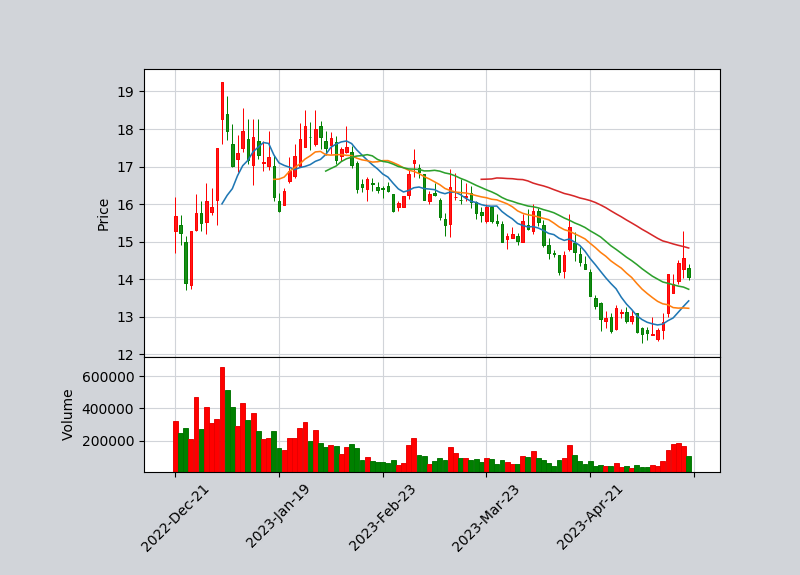 Price
19
18
17
16
15
14
13
12
Volume
600000
400000
200000
2022-Dec-21
2023-Jan-19
2023-Feb-23
2023-Mar-23
2023-Apr-21